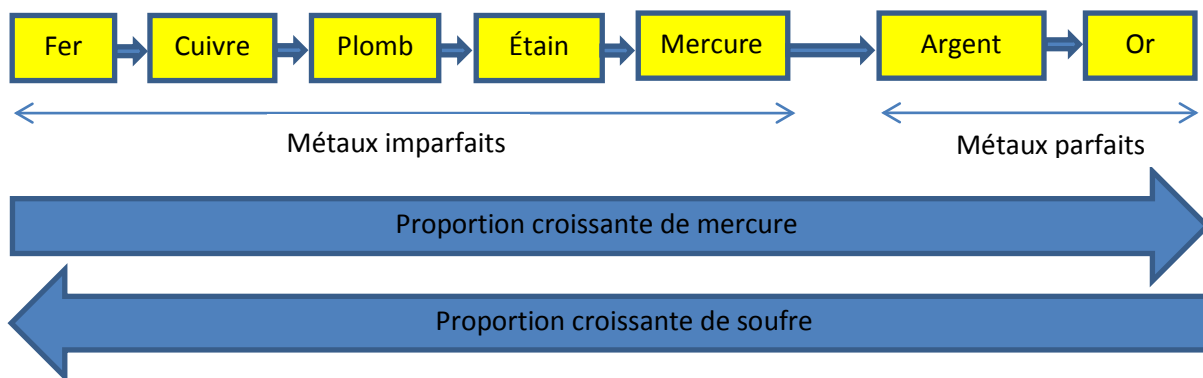 Fer Cuivre Plomb Étain Mercure Argent Or
Métaux imparfaits Métaux parfaits
Proportion croissante de mercure
Proportion croissante de soufre